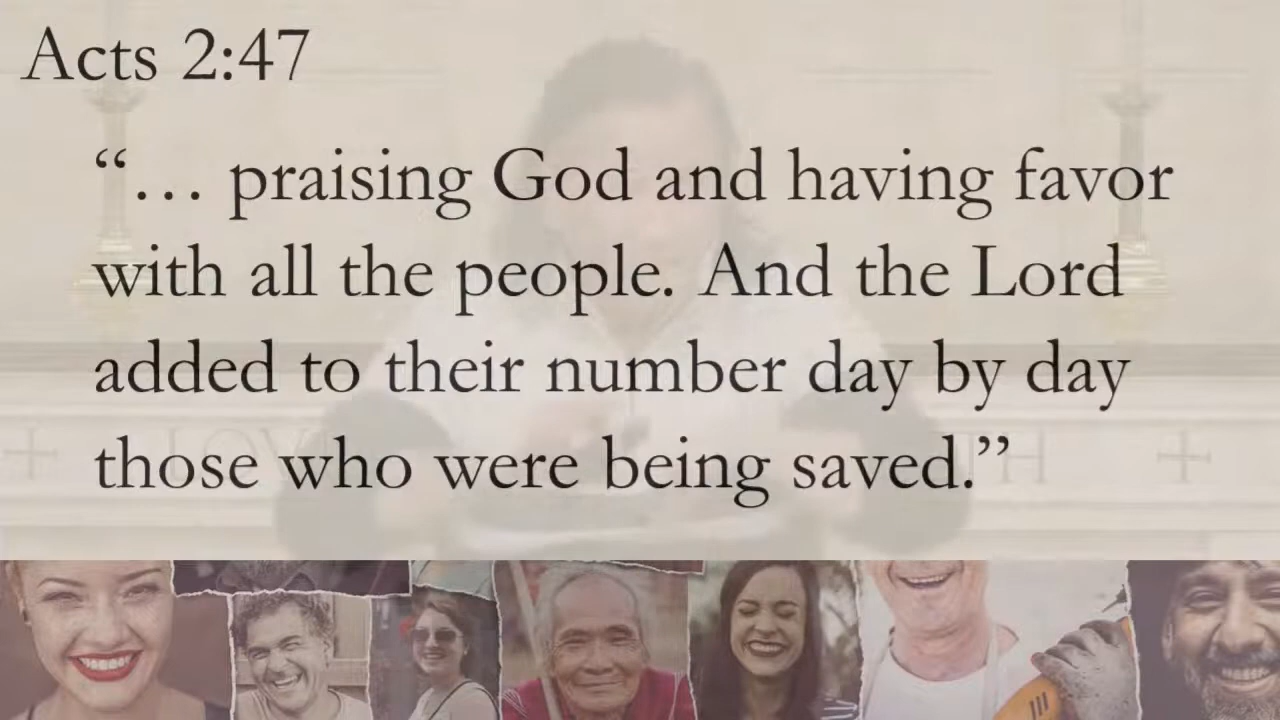 Acts 2:47
“… praising God and having favor
with all the people. And the Lord
added to their number day by day
those who were being saved.”